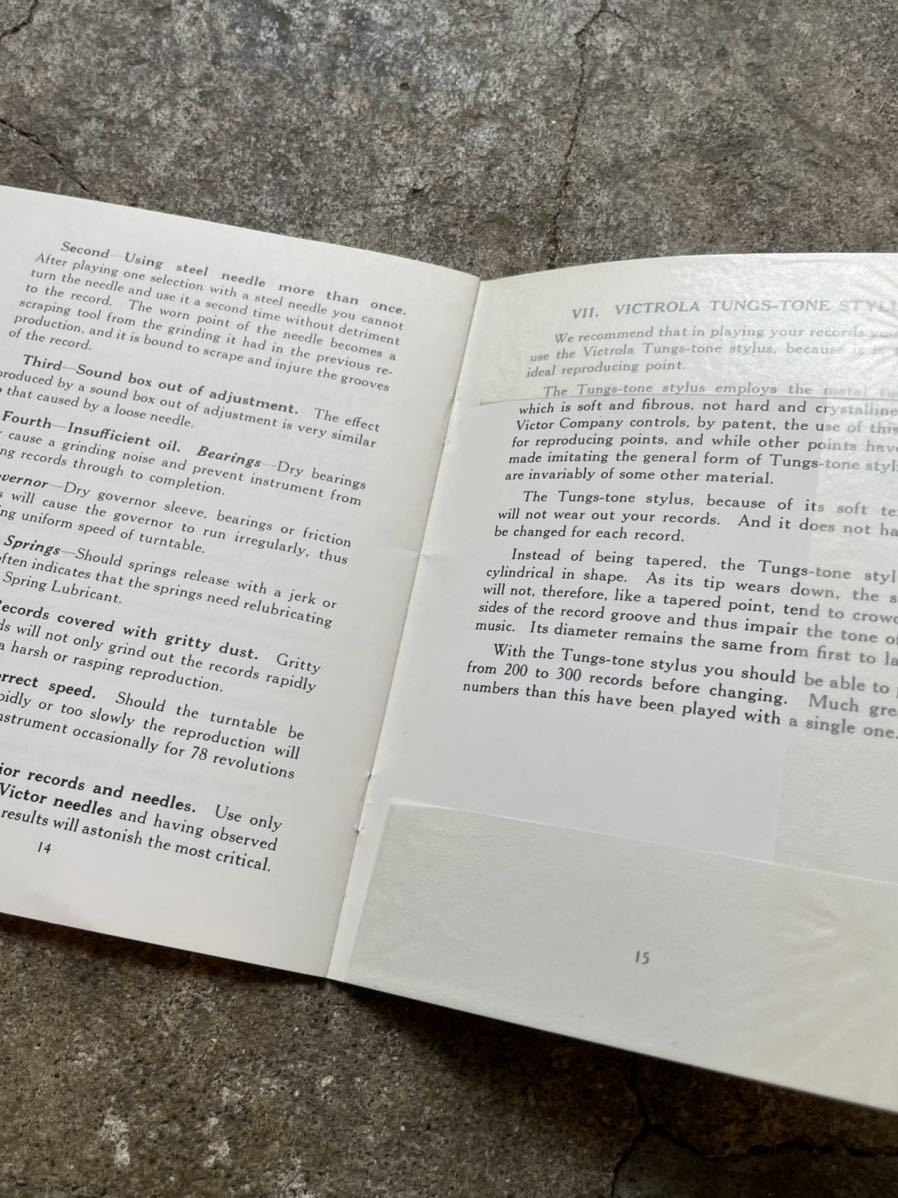 Second—Using steel needle more than once.
After playing one selection with a steel needle you cannot
turn the needle and use it a second time without detriment
to the record. The worn point of the needle becomes a
scraping tool from the grinding it had in the previous re-
production, and it is bound to scrape and injure the grooves
of the record.
Third—Sound box out of adjustment. The effect
produced by a sound box out of adjustment is very similar
to that caused by a loose needle.
Fourth—Insufficient oil. Bearings—Dry bearings
cause a grinding noise and prevent instrument from
ing records through to completion.
vernor—Dry governor sleeve, bearings or friction
s will cause the governor to run irregularly, thus
ing uniform speed of turntable.
Springs—Should springs release with a jerk or
often indicates that the springs need relubricating
Spring Lubricant.
Records covered with gritty dust. Gritty
ds will not only grind out the records rapidly
a harsh or rasping reproduction.
orrect speed. Should the turntable be
pidly or too slowly the reproduction will
nstrument occasionally for 78 revolutions
ior records and needles. Use only
Victor needles and having observed
results will astonish the most critical.
14
VII. VICTROLA TUNGS-TONE STYL
We recommend that in playing your records you
use the Victrola Tungs-tone stylus, because it is
ideal reproducing point.
The Tungs-tone stylus employs the metal tu
which is soft and fibrous, not hard and crystalline
Victor Company controls, by patent, the use of this
for reproducing points, and while other points have
made imitating the general form of Tungs-tone styl
are invariably of some other material.
The Tungs-tone stylus, because of its soft te
will not wear out your records. And it does not ha
be changed for each record.
Instead of being tapered, the Tungs-tone styl
cylindrical in shape. As its tip wears down, the s
will not, therefore, like a tapered point, tend to crowd
sides of the record groove and thus impair the tone of
music. Its diameter remains the same from first to la
With the Tungs-tone stylus you should be able to
from 200 to 300 records before changing. Much gre
numbers than this have been played with a single one.
15